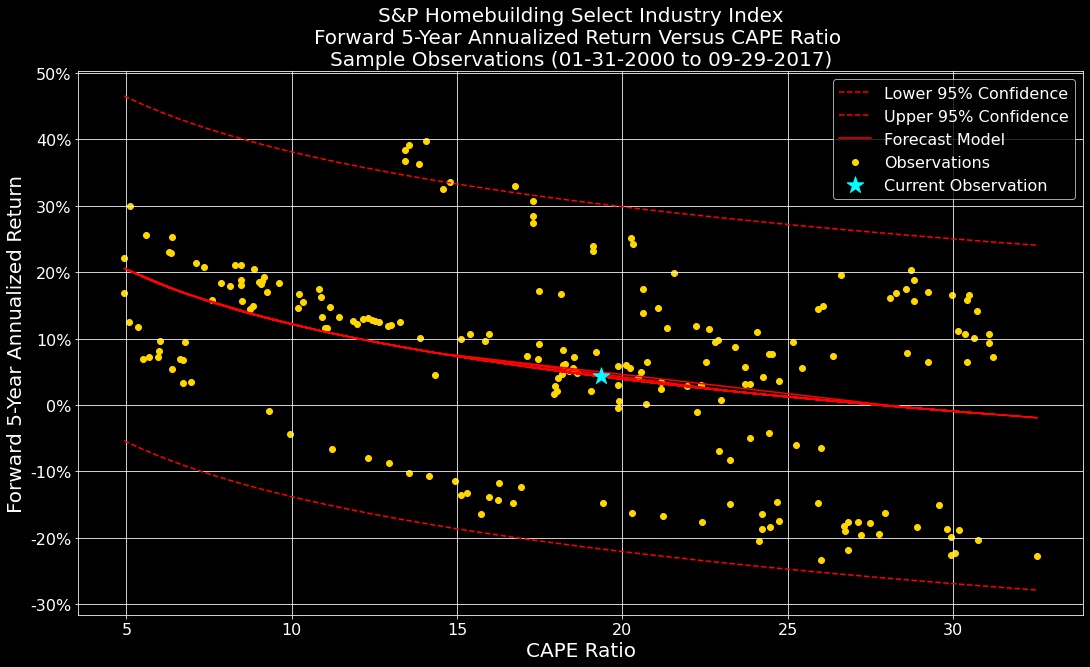 S&P Homebuilding Select Industry Index
Forward 5-Year Annualized Return Versus CAPE Ratio
Sample Observations (01-31-2000 to 09-29-2017)
Lower 95% Confidence
Upper 95% Confidence
Forecast Model
Observations
Current Observation
Forward 5-Year Annualized Return
50%
40%
30%
20%
10%
0%
-10%
-20%
-30%
5 10 15 20 25 30
CAPE Ratio